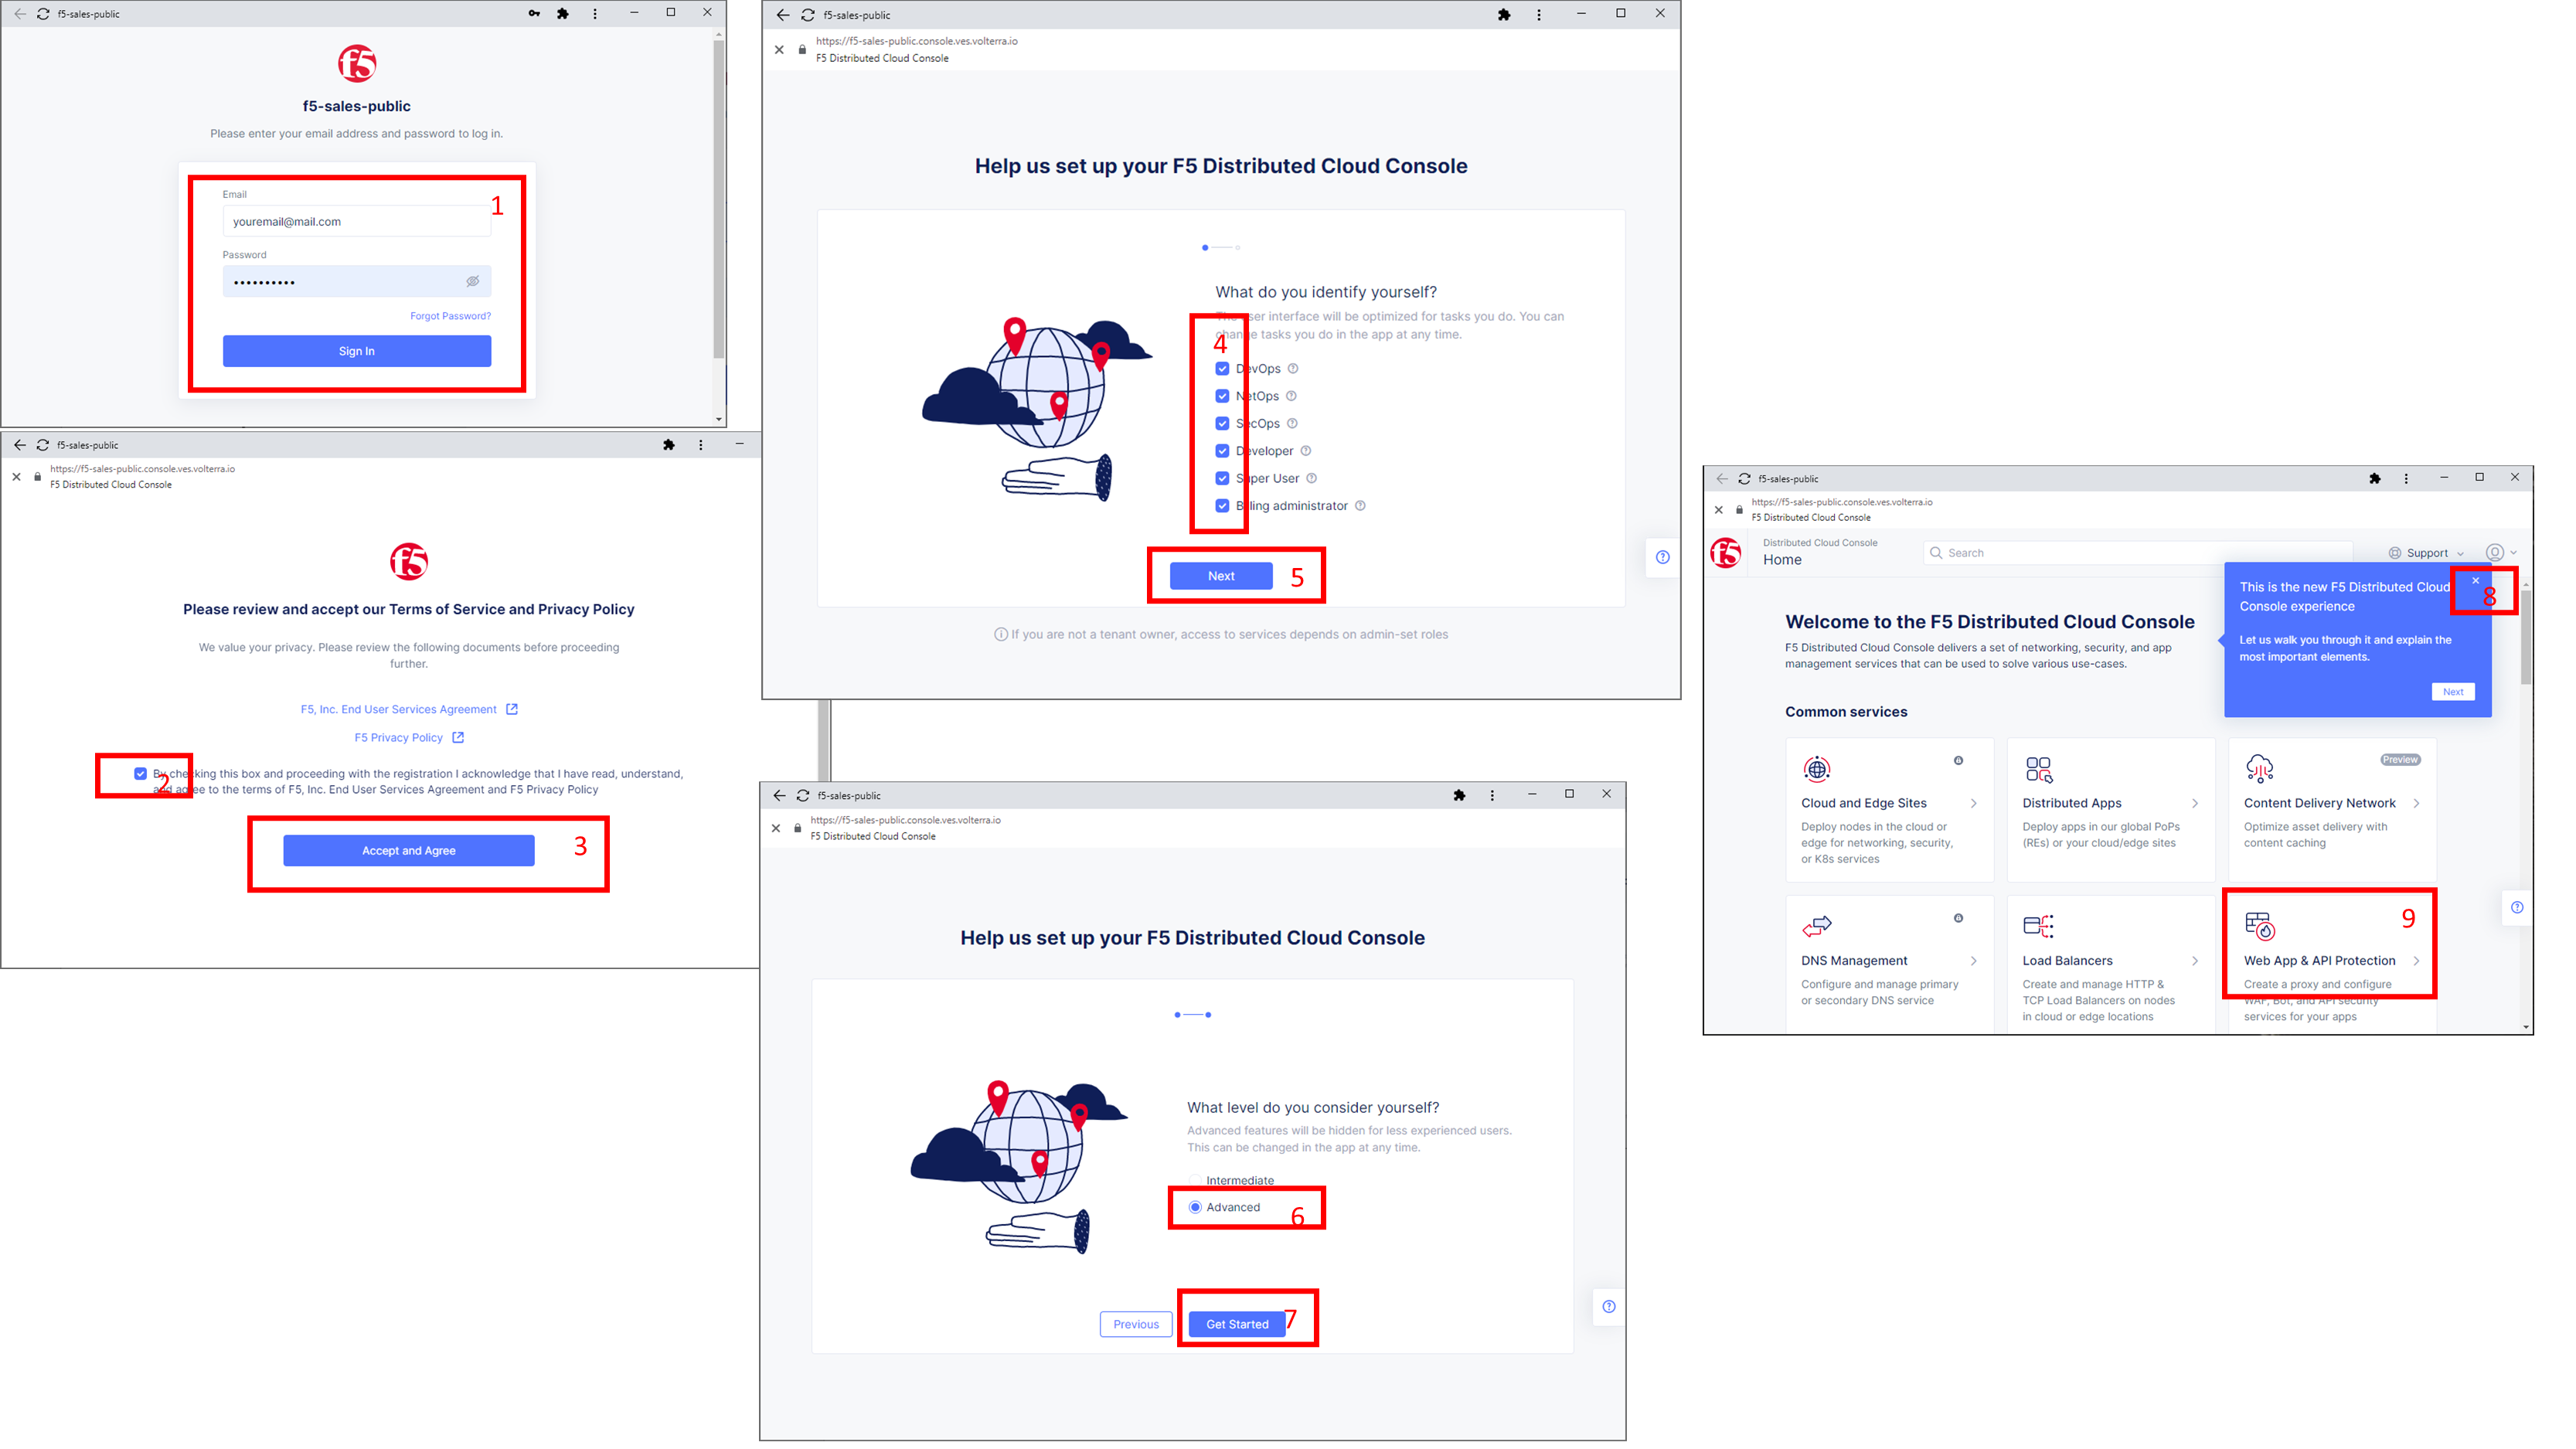 f5-sales-public
f5
f5-sales-public
Please enter your email address and password to log in.
Email
1
youremail@mail.com
Password
••••••••••
Forgot Password?
Sign In
f5-sales-public
https://f5-sales-public.console.ves.volterra.io
F5 Distributed Cloud Console
f5
Please review and accept our Terms of Service and Privacy Policy
We value your privacy. Please review the following documents before proceeding
further.
F5, Inc. End User Services Agreement
F5 Privacy Policy
2
By checking this box and proceeding with the registration I acknowledge that I have read, understand,
and agree to the terms of F5, Inc. End User Services Agreement and F5 Privacy Policy
Accept and Agree
3
f5-sales-public
https://f5-sales-public.console.ves.volterra.io
F5 Distributed Cloud Console
Help us set up your F5 Distributed Cloud Console
What do you identify yourself?
The user interface will be optimized for tasks you do. You can
change tasks you do in the app at any time.
4
DevOps
NetOps
SecOps
Developer
Super User
Billing administrator
Next
5
If you are not a tenant owner, access to services depends on admin-set roles
f5-sales-public
https://f5-sales-public.console.ves.volterra.io
F5 Distributed Cloud Console
Help us set up your F5 Distributed Cloud Console
What level do you consider yourself?
Advanced features will be hidden for less experienced users.
This can be changed in the app at any time.
Intermediate
Advanced
6
Previous
Get Started
7
f5-sales-public
https://f5-sales-public.console.ves.volterra.io
F5 Distributed Cloud Console
f5
Distributed Cloud Console
Home
Search
Support
This is the new F5 Distributed Cloud
Console experience
8
Let us walk you through it and explain the
most important elements.
Next
Welcome to the F5 Distributed Cloud Console
F5 Distributed Cloud Console delivers a set of networking, security, and app
management services that can be used to solve various use-cases.
Common services
Cloud and Edge Sites
Deploy nodes in the cloud or
edge for networking, security,
or K8s services
Distributed Apps
Deploy apps in our global PoPs
(REs) or your cloud/edge sites
Preview
Content Delivery Network
Optimize asset delivery with
content caching
DNS Management
Configure and manage primary
or secondary DNS service
Load Balancers
Create and manage HTTP &
TCP Load Balancers on nodes
in cloud or edge locations
9
Web App & API Protection
Create a proxy and configure
WAF, Bot, and API security
services for your apps